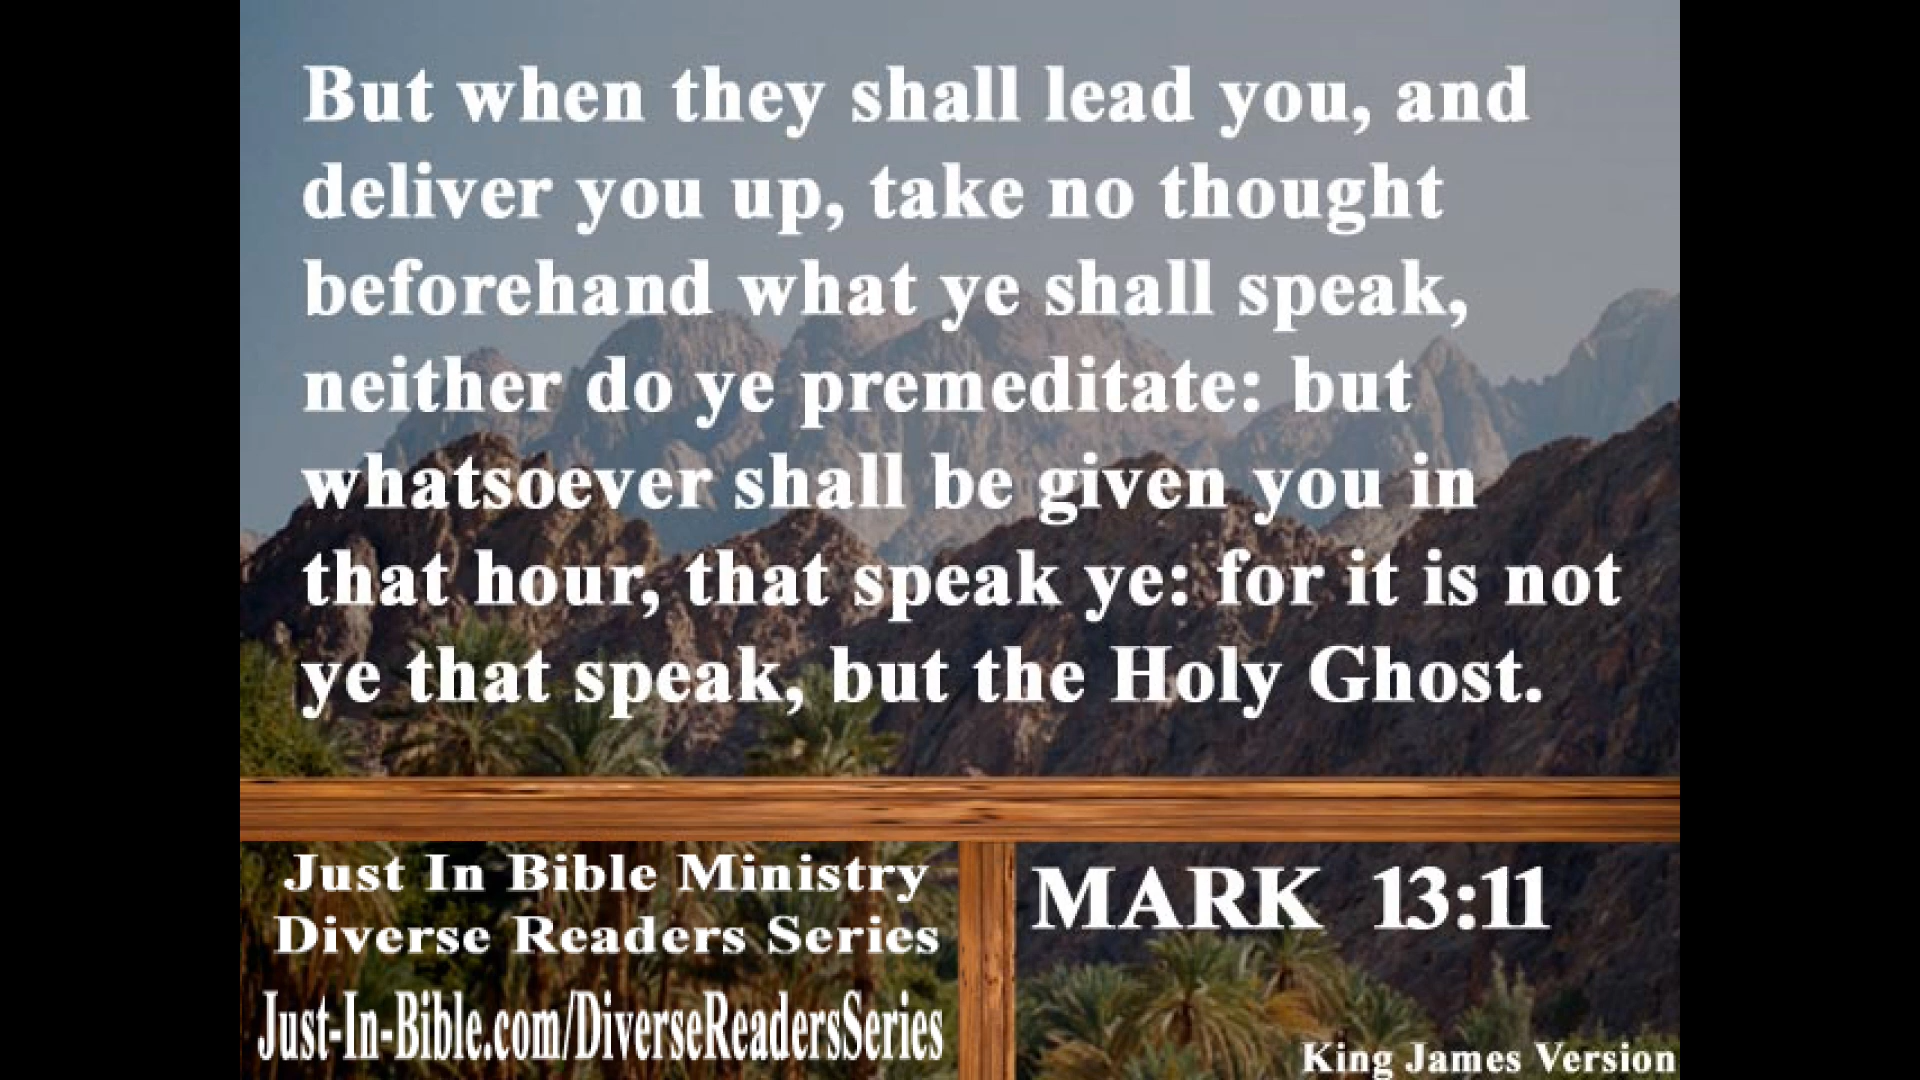 But when they shall lead you, and
deliver you up, take no thought
beforehand what ye shall speak,
neither do ye premeditate: but
whatsoever shall be given you in
that hour, that speak ye: for it is not
ye that speak, but the Holy Ghost.
Just In Bible Ministry
Diverse Readers Series
Just-In-Bible.com/DiverseReadersSeries
MARK 13:11
King James Version